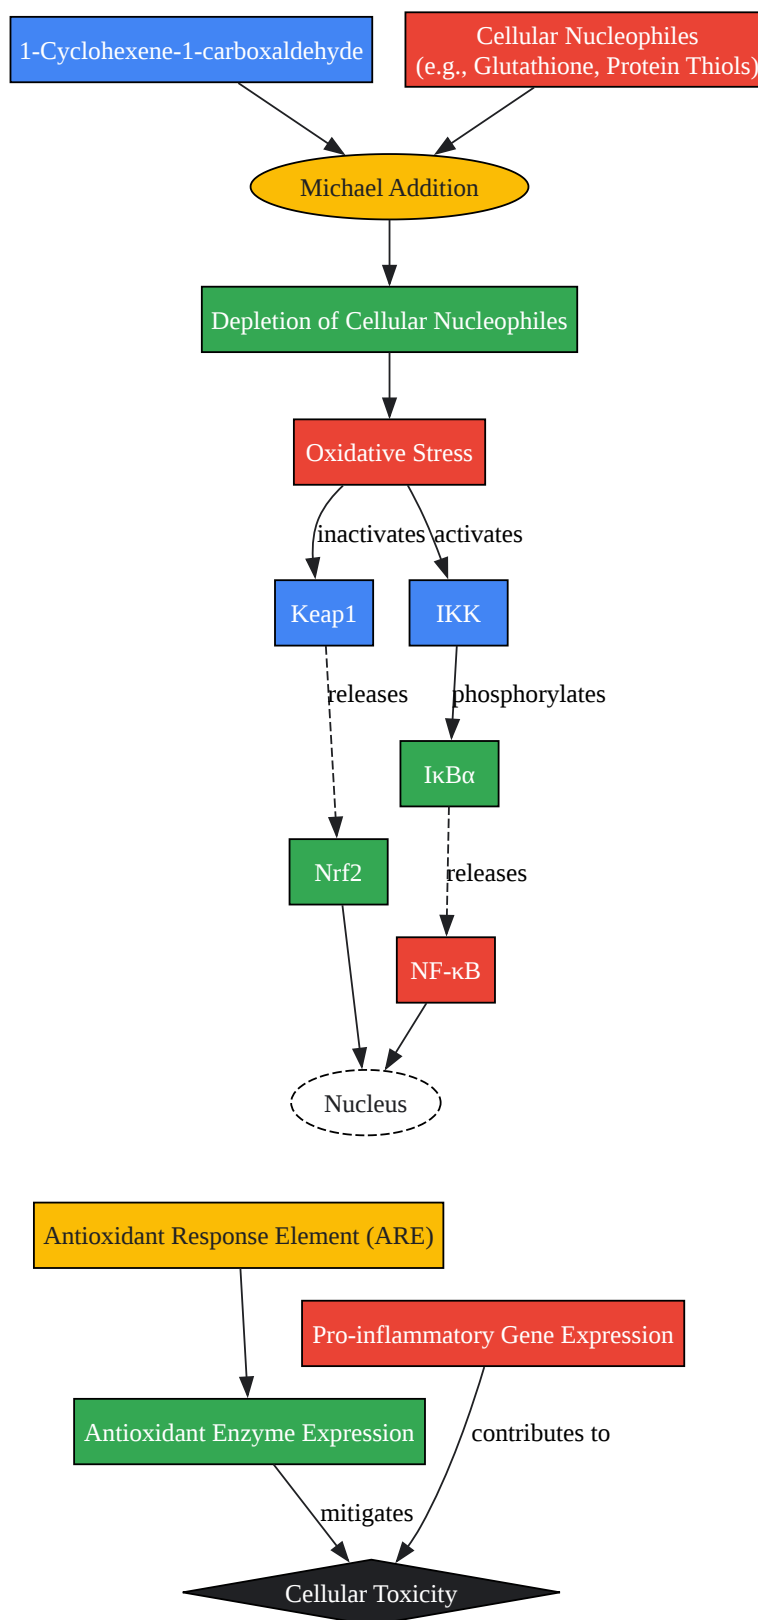 1-Cyclohexene-1-carboxaldehyde
Cellular Nucleophiles
(e.g., Glutathione, Protein Thiols)
Michael Addition
Depletion of Cellular Nucleophiles
Oxidative Stress
inactivates
activates
Keap1
IKK
releases
phosphorylates
IκBα
Nrf2
releases
NF-κB
Nucleus
Antioxidant Response Element (ARE)
Pro-inflammatory Gene Expression
Antioxidant Enzyme Expression
contributes to
mitigates
Cellular Toxicity